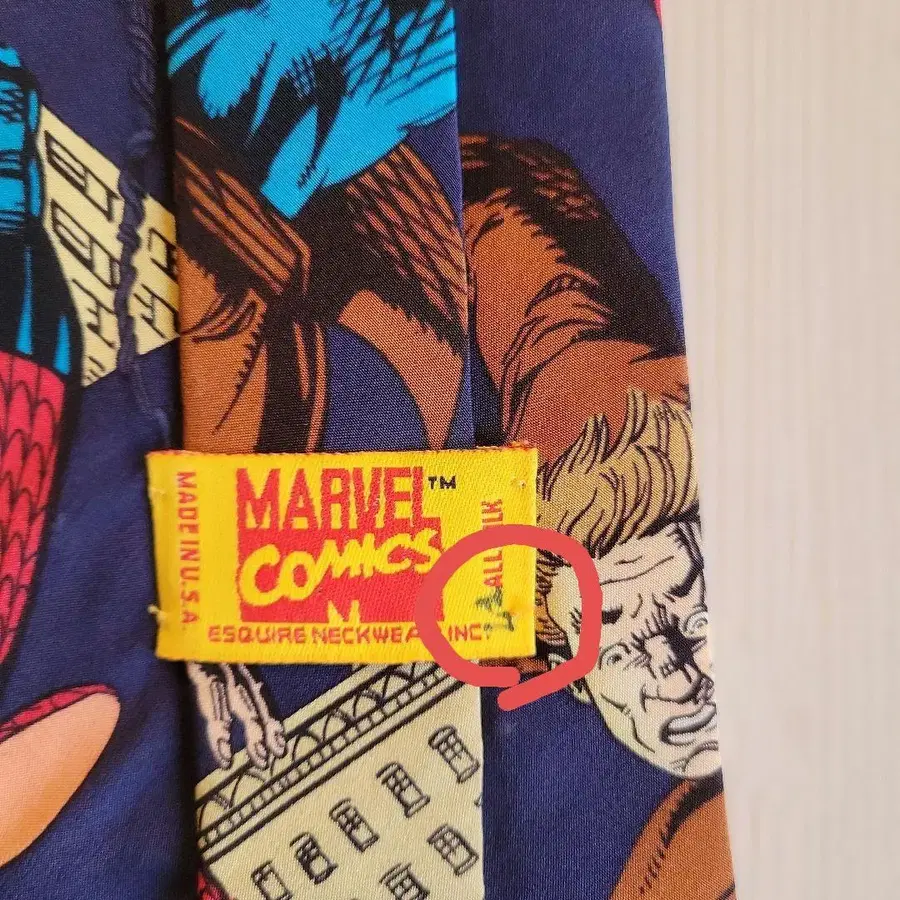 MADE IN U.S.A.
MARVEL™
COMICS
ESQUIRE NECKWEAR INC.
ALL SILK